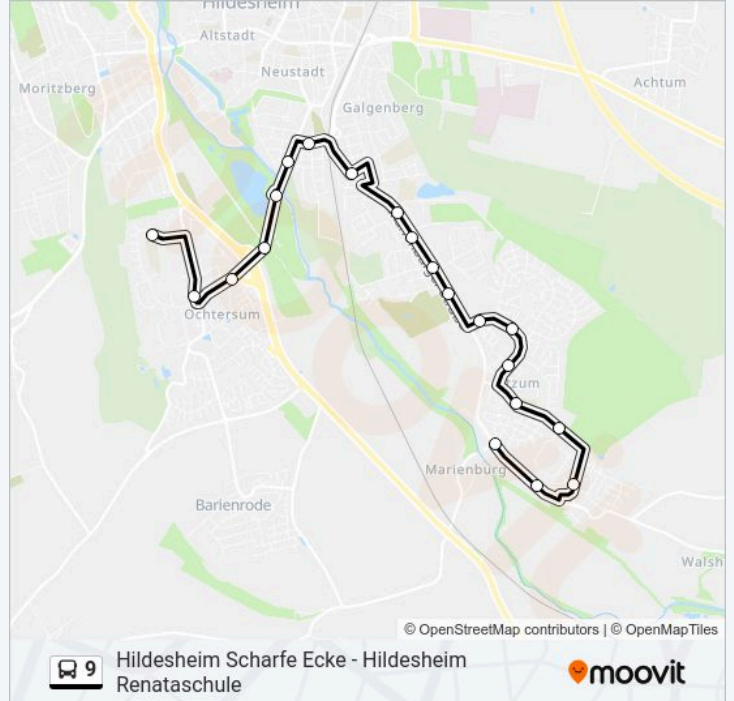 Hildesheim
Altstadt
Moritzberg
Neustadt
Achtum
Galgenberg
Ochtersum
tzum
Marienburg
Barienrode
Walsh
© OpenStreetMap contributors | © OpenMapTiles
9
Hildesheim Scharfe Ecke - Hildesheim
Renataschule
moovit